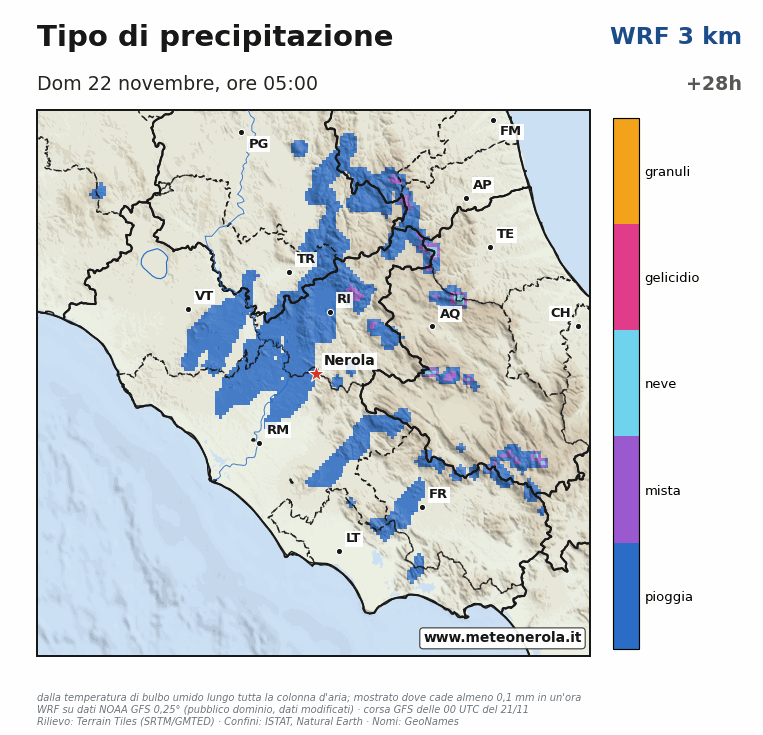 Tipo di precipitazione
WRF 3 km
Dom 22 novembre, ore 05:00
+28h
FM
PG
AP
TE
TR
VT
RI
AQ
CH
Nerola
RM
FR
LT
www.meteonerola.it
granuli
gelicidio
neve
mista
pioggia
dalla temperatura di bulbo umido lungo tutta la colonna d'aria; mostrato dove cade almeno 0,1 mm in un'ora
WRF su dati NOAA GFS 0,25° (pubblico dominio, dati modificati) · corsa GFS delle 00 UTC del 21/11
Rilievo: Terrain Tiles (SRTM/GMTED) · Confini: ISTAT, Natural Earth · Nomi: GeoNames